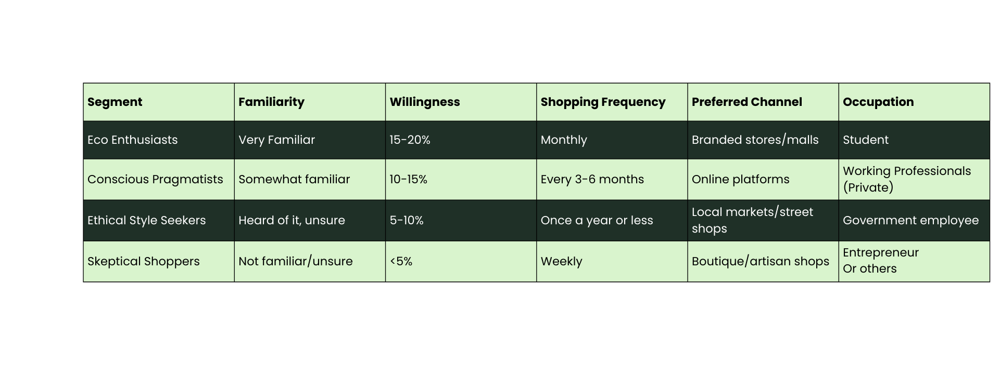 Segment Familiarity Willingness Shopping Frequency Preferred Channel Occupation
Eco Enthusiasts Very Familiar 15-20% Monthly Branded stores/malls Student
Conscious Pragmatists Somewhat familiar 10-15% Every 3-6 months Online platforms Working Professionals
(Private)
Ethical Style Seekers Heard of it, unsure 5-10% Once a year or less Local markets/street
shops Government employee
Skeptical Shoppers Not familiar/unsure <5% Weekly Boutique/artisan shops Entrepreneur
Or others